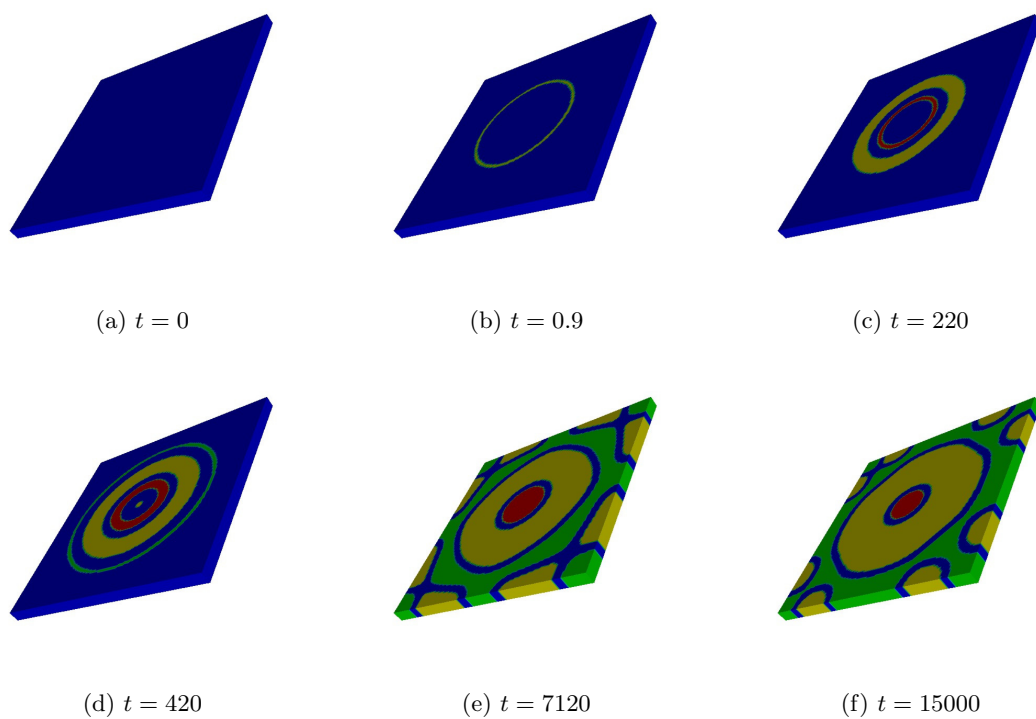 (a) t = 0
(b) t = 0.9
(c) t = 220
(d) t = 420
(e) t = 7120
(f) t = 15000